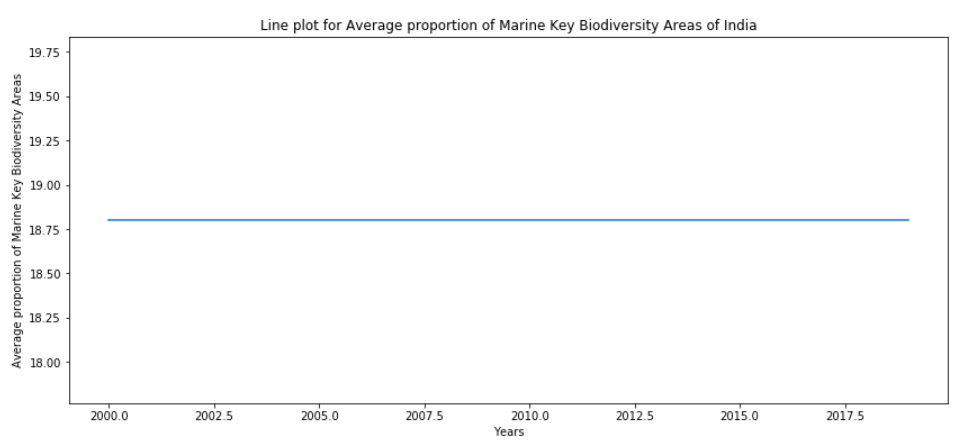 Line plot for Average proportion of Marine Key Biodiversity Areas of India
Average proportion of Marine Key Biodiversity Areas
19.75
19.50
19.25
19.00
18.75
18.50
18.25
18.00
2000.0 2002.5 2005.0 2007.5 2010.0 2012.5 2015.0 2017.5
Years